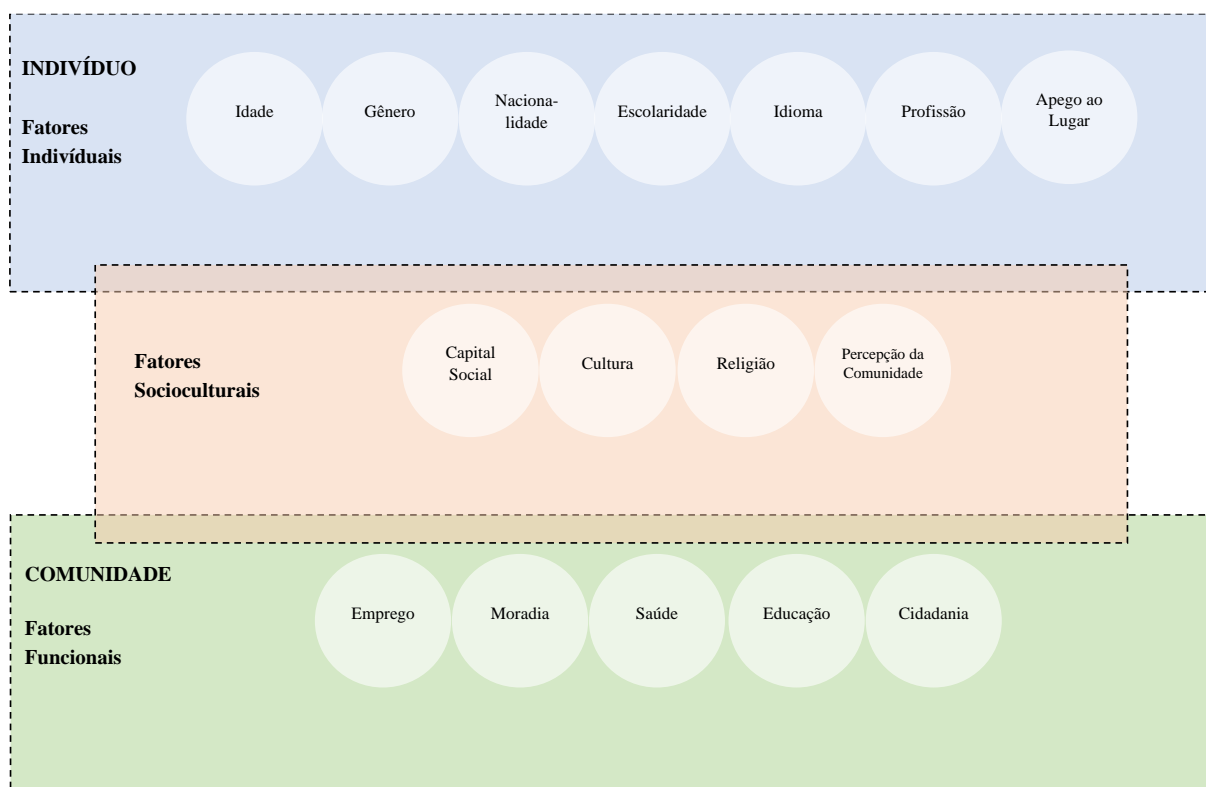 INDIVÍDUO
Fatores
Indivíduais
Idade
Gênero
Naciona-
lidade
Escolaridade
Idioma
Profissão
Apego ao
Lugar
Fatores
Socioculturais
Capital
Social
Cultura
Religião
Percepção da
Comunidade
COMUNIDADE
Fatores
Funcionais
Emprego
Moradia
Saúde
Educação
Cidadania